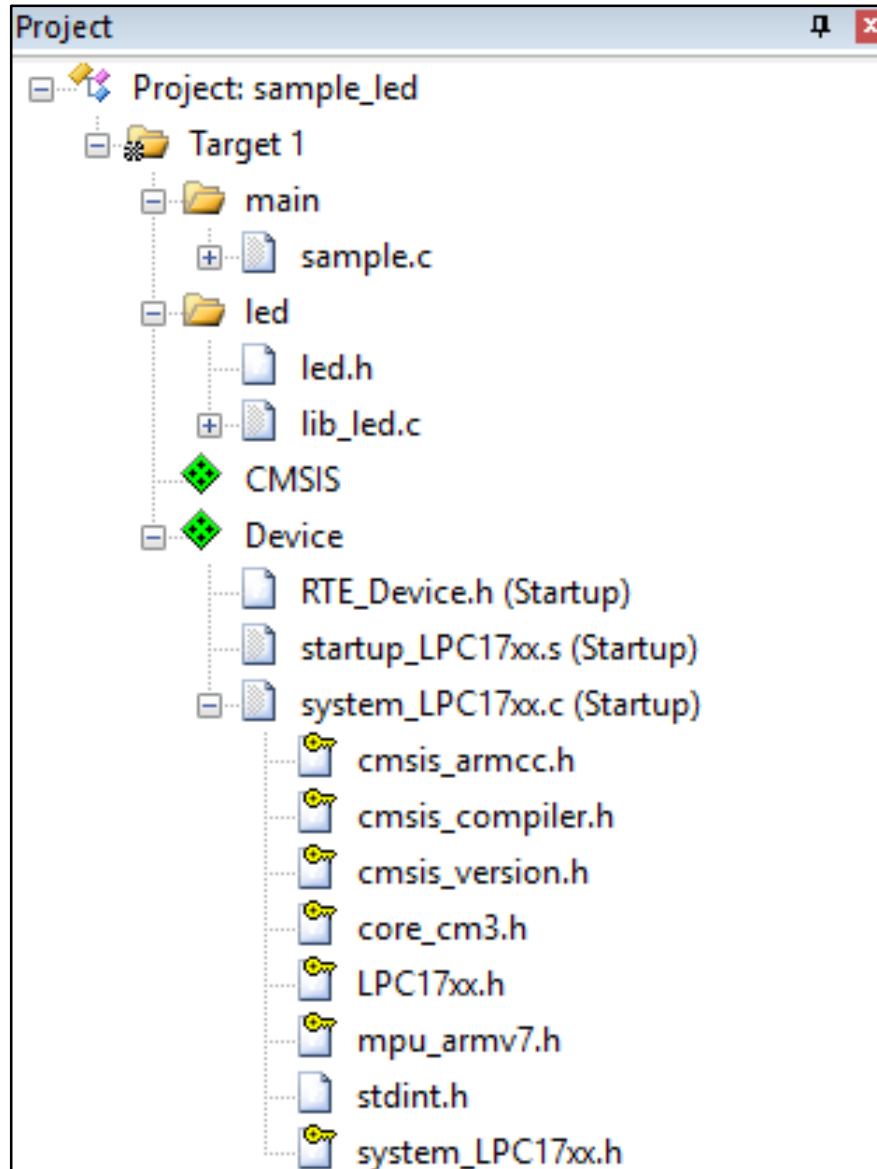 Project
Project: sample_led
Target 1
main
sample.c
led
led.h
lib_led.c
CMSIS
Device
RTE_Device.h (Startup)
startup_LPC17xx.s (Startup)
system_LPC17xx.c (Startup)
cmsis_armcc.h
cmsis_compiler.h
cmsis_version.h
core_cm3.h
LPC17xx.h
mpu_armv7.h
stdint.h
system_LPC17xx.h